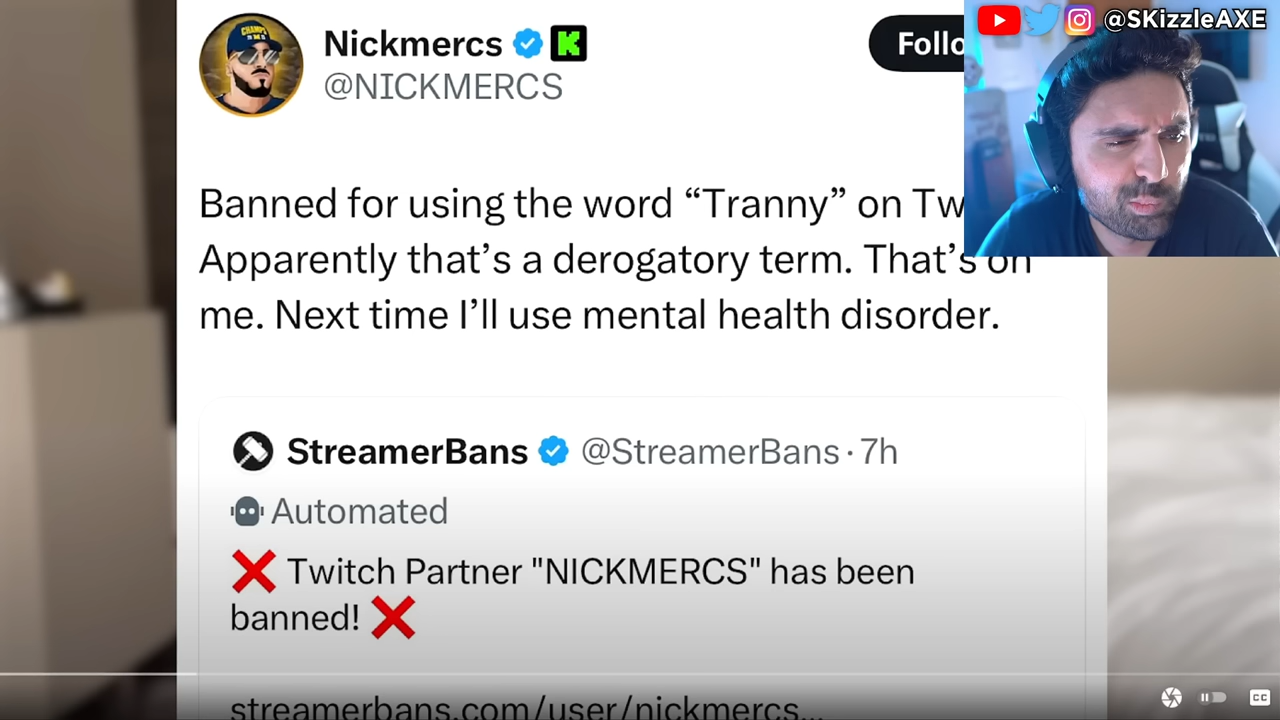 @SKizzleAXE
Nickmercs
@NICKMERCS
Follo
Banned for using the word “Tranny” on Tw
Apparently that’s a derogatory term. That’s on
me. Next time I’ll use mental health disorder.
StreamerBans @StreamerBans · 7h
Automated
❌ Twitch Partner "NICKMERCS" has been
banned! ❌
streamerbans.com/user/nickmercs...
CC